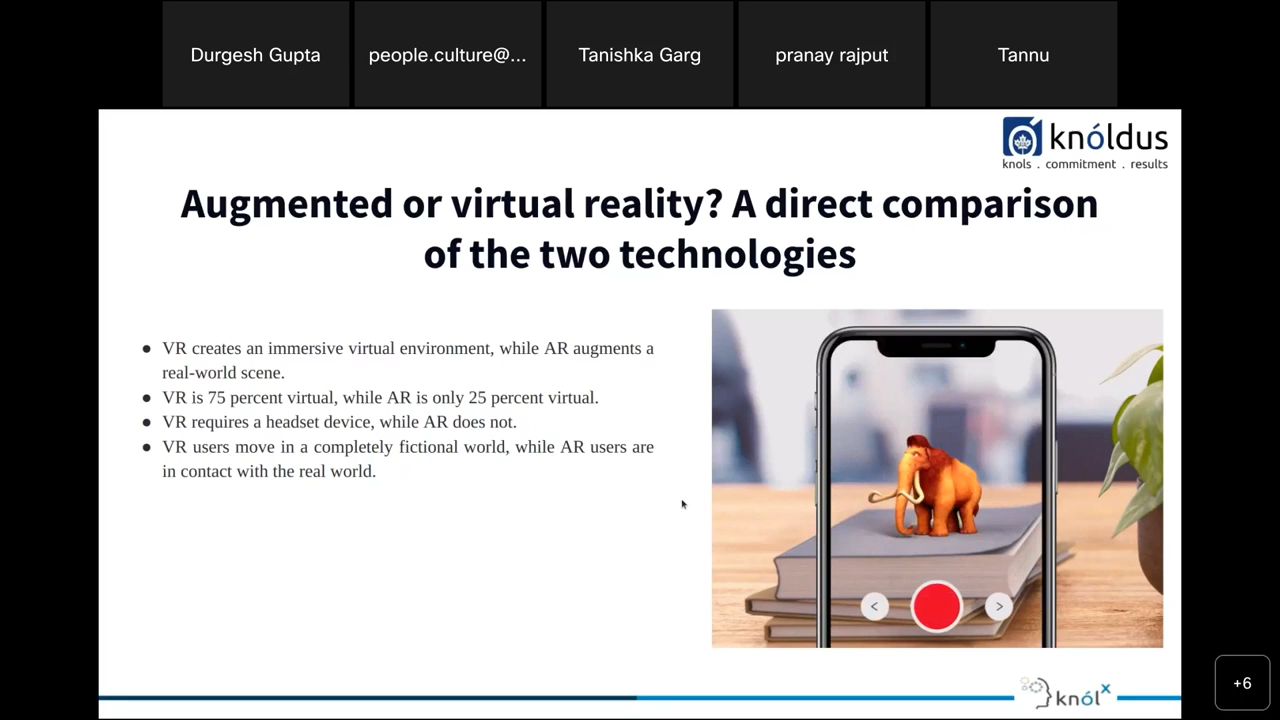 Durgesh Gupta
people.culture@...
Tanishka Garg
pranay rajput
Tannu
knóldus
knols . commitment . results
Augmented or virtual reality? A direct comparison
of the two technologies
● VR creates an immersive virtual environment, while AR augments a
real-world scene.
● VR is 75 percent virtual, while AR is only 25 percent virtual.
● VR requires a headset device, while AR does not.
● VR users move in a completely fictional world, while AR users are
in contact with the real world.
< >
knólx
+6